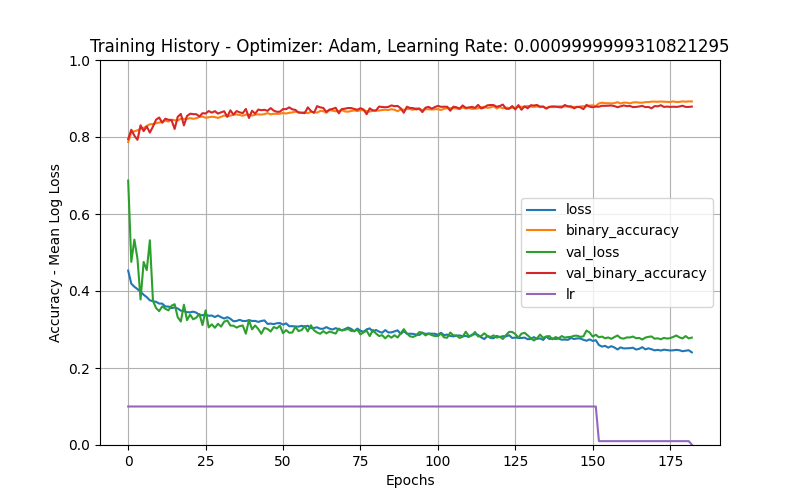 Training History - Optimizer: Adam, Learning Rate: 0.0009999999310821295
1.0
0.8
0.6
0.4
0.2
0.0
Accuracy - Mean Log Loss
loss
binary_accuracy
val_loss
val_binary_accuracy
lr
0 25 50 75 100 125 150 175
Epochs